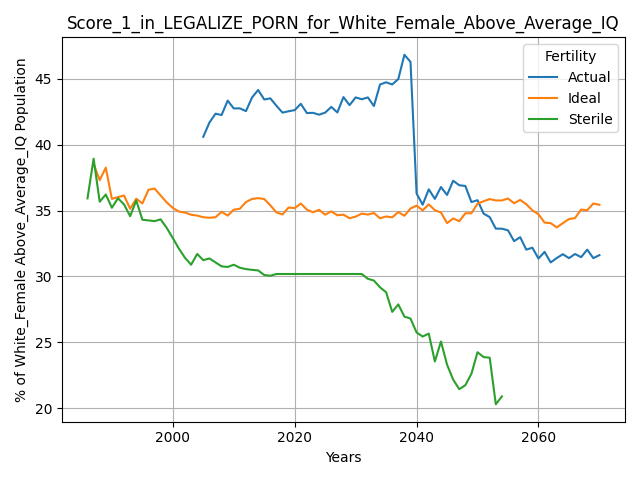 Score_1_in_LEGALIZE_PORN_for_White_Female_Above_Average_IQ
% of White_Female Above_Average_IQ Population
45
40
35
30
25
20
Fertility
Actual
Ideal
Sterile
2000
2020
2040
2060
Years